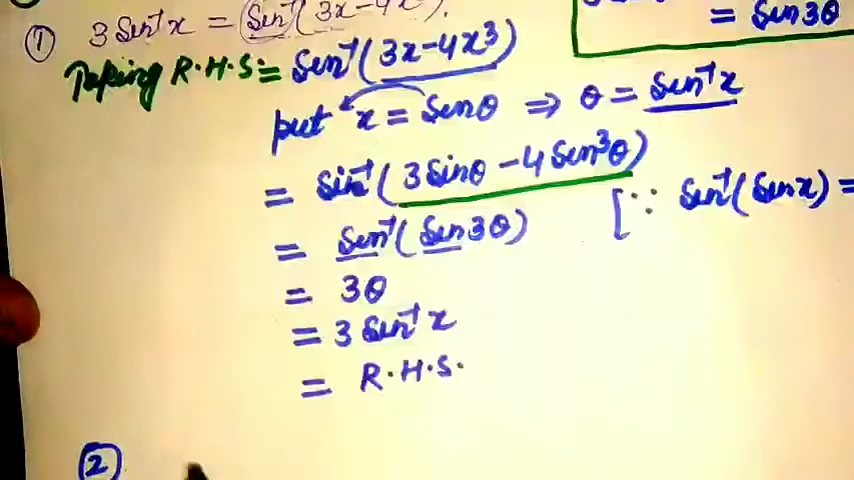 ① 3 Sin⁻¹x = Sin⁻¹(3x-4x³).
= Sin3θ
Taking R.H.S. = Sin⁻¹(3x-4x³)
put x = Sinθ ⇒ θ = Sin⁻¹x
= Sin⁻¹(3Sinθ - 4Sin³θ)
= Sin⁻¹(Sin3θ) [∵ Sin⁻¹(Sinx) =
= 3θ
= 3 Sin⁻¹x
= R.H.S.
②